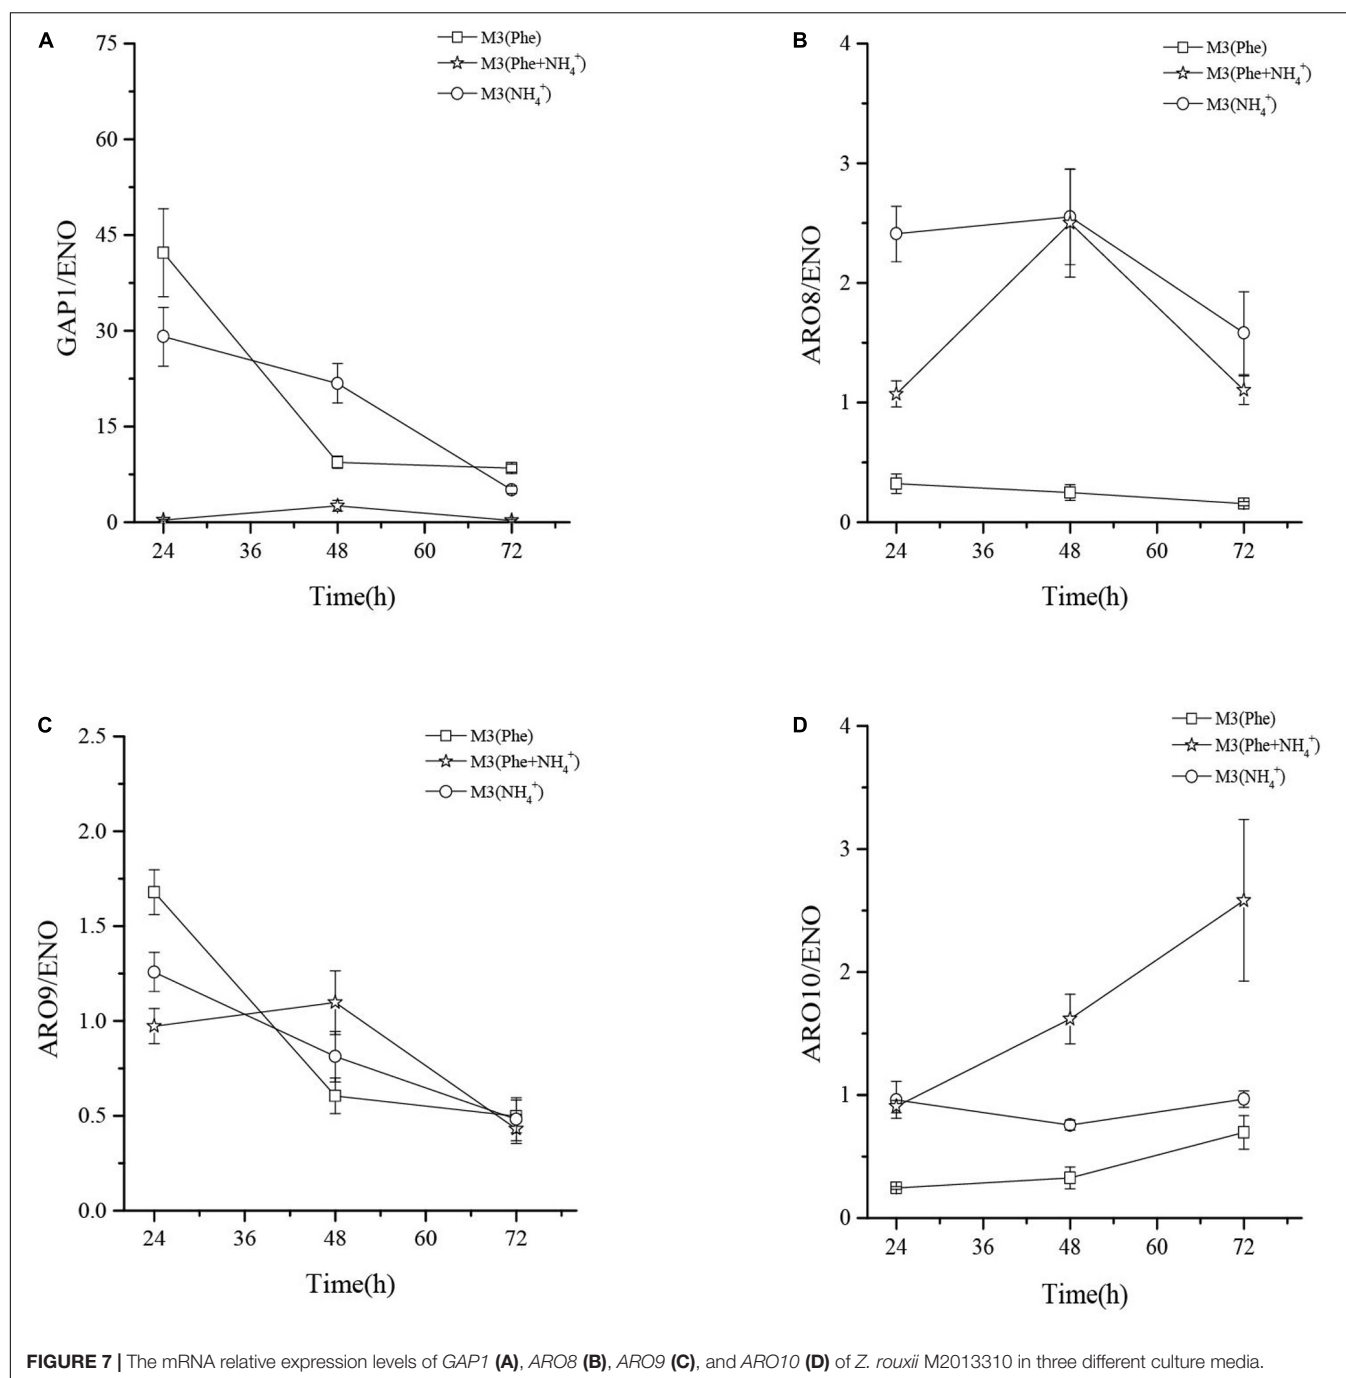 A
75
60
45
30
15
0
GAP1/ENO
24 36 48 60 72
Time(h)
M3(Phe)
M3(Phe+NH₄⁺)
M3(NH₄⁺)
B
4
3
2
1
0
ARO8/ENO
24 36 48 60 72
Time(h)
M3(Phe)
M3(Phe+NH₄⁺)
M3(NH₄⁺)
C
2.5
2.0
1.5
1.0
0.5
0.0
ARO9/ENO
24 36 48 60 72
Time(h)
M3(Phe)
M3(Phe+NH₄⁺)
M3(NH₄⁺)
D
4
3
2
1
0
ARO10/ENO
24 36 48 60 72
Time(h)
M3(Phe)
M3(Phe+NH₄⁺)
M3(NH₄⁺)
FIGURE 7 | The mRNA relative expression levels of GAP1 (A), ARO8 (B), ARO9 (C), and ARO10 (D) of Z. rouxii M2013310 in three different culture media.